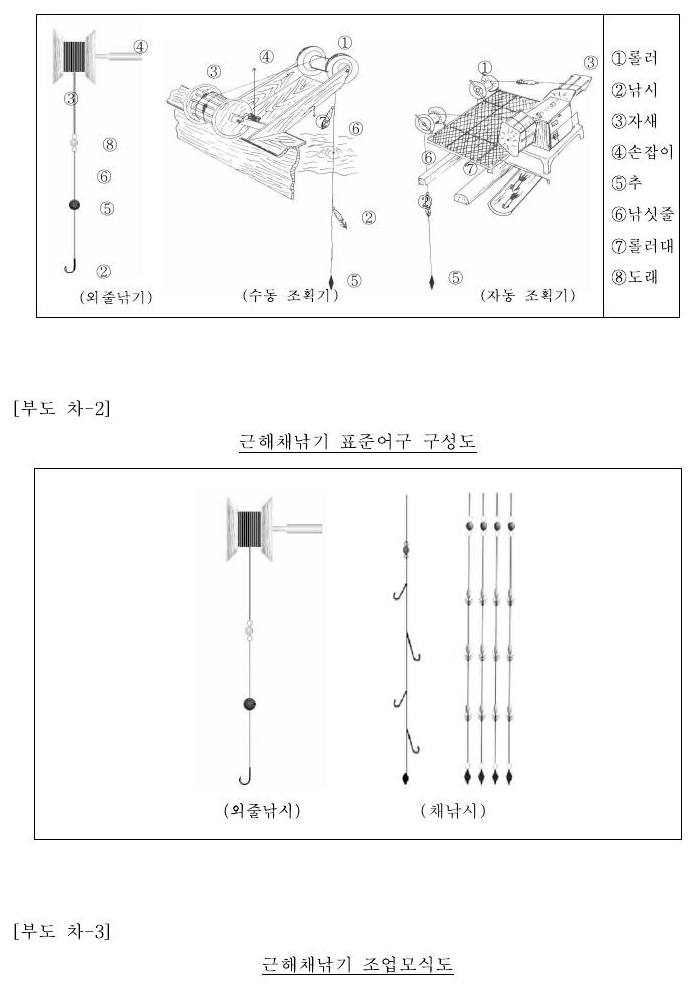 ④
③
⑧
⑥
⑤
②
(외줄낚기)
①
④
③
⑦
⑥
②
⑤
(수동 조획기)
③
①
⑥
⑦
②
⑤
(자동 조획기)
①롤러
②낚시
③자새
④손잡이
⑤추
⑥낚싯줄
⑦롤러대
⑧도래
[부도 차-2]
근해채낚기 표준어구 구성도
(외줄낚시)
(채낚시)
[부도 차-3]
근해채낚기 조업모식도